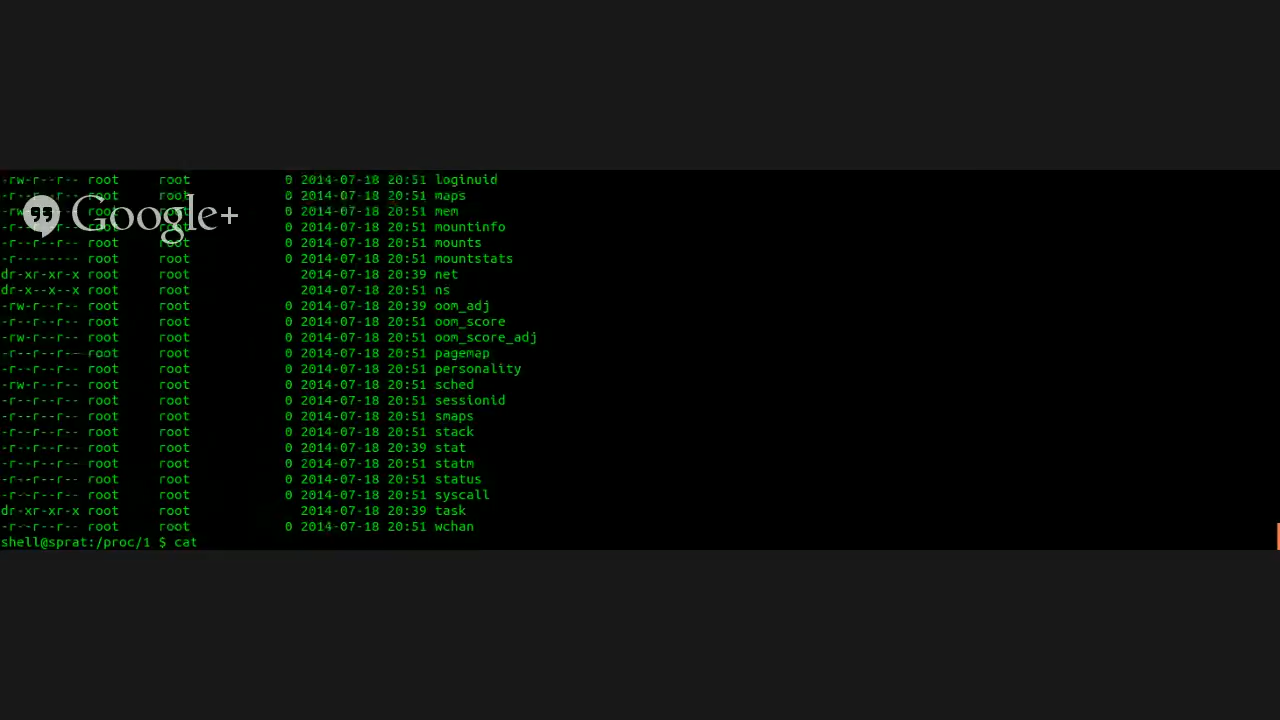 -rw-r--r-- root     root            0 2014-07-18 20:51 loginuid
-r--r--r-- root     root            0 2014-07-18 20:51 maps
-rw------- root     root            0 2014-07-18 20:51 mem
Google+
-r--r--r-- root     root            0 2014-07-18 20:51 mountinfo
-r--r--r-- root     root            0 2014-07-18 20:51 mounts
-r-------- root     root            0 2014-07-18 20:51 mountstats
dr-xr-xr-x root     root              2014-07-18 20:39 net
dr-x--x--x root     root              2014-07-18 20:51 ns
-rw-r--r-- root     root            0 2014-07-18 20:39 oom_adj
-r--r--r-- root     root            0 2014-07-18 20:51 oom_score
-rw-r--r-- root     root            0 2014-07-18 20:51 oom_score_adj
-r--r--r-- root     root            0 2014-07-18 20:51 pagemap
-r--r--r-- root     root            0 2014-07-18 20:51 personality
-rw-r--r-- root     root            0 2014-07-18 20:51 sched
-r--r--r-- root     root            0 2014-07-18 20:51 sessionid
-r--r--r-- root     root            0 2014-07-18 20:51 smaps
-r--r--r-- root     root            0 2014-07-18 20:51 stack
-r--r--r-- root     root            0 2014-07-18 20:39 stat
-r--r--r-- root     root            0 2014-07-18 20:51 statm
-r--r--r-- root     root            0 2014-07-18 20:51 status
-r--r--r-- root     root            0 2014-07-18 20:51 syscall
dr-xr-xr-x root     root              2014-07-18 20:39 task
-r--r--r-- root     root            0 2014-07-18 20:51 wchan
shell@sprat:/proc/1 $ cat